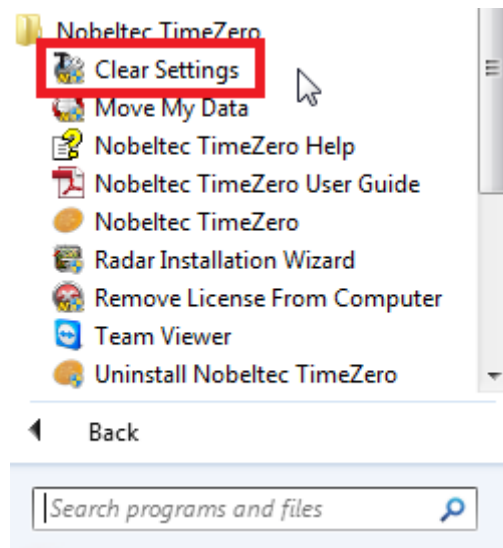 Nobeltec TimeZero
Clear Settings
Move My Data
Nobeltec TimeZero Help
Nobeltec TimeZero User Guide
Nobeltec TimeZero
Radar Installation Wizard
Remove License From Computer
Team Viewer
Uninstall Nobeltec TimeZero
Back
Search programs and files